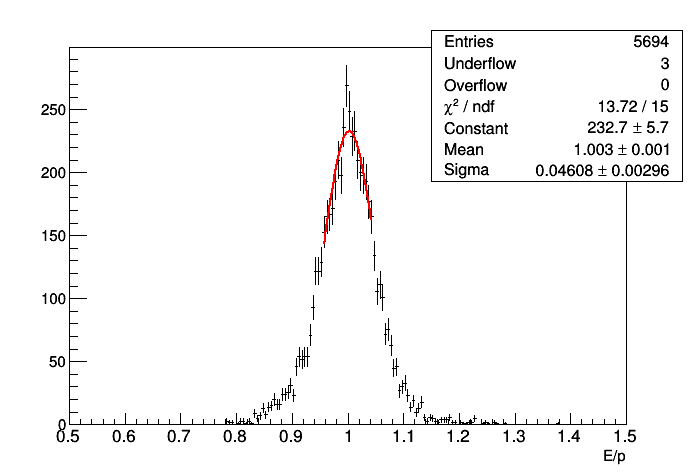 Entries 5694
Underflow 3
Overflow 0
χ² / ndf 13.72 / 15
Constant 232.7 ± 5.7
Mean 1.003 ± 0.001
Sigma 0.04608 ± 0.00296
250
200
150
100
50
0
0.5 0.6 0.7 0.8 0.9 1 1.1 1.2 1.3 1.4 1.5
E/p